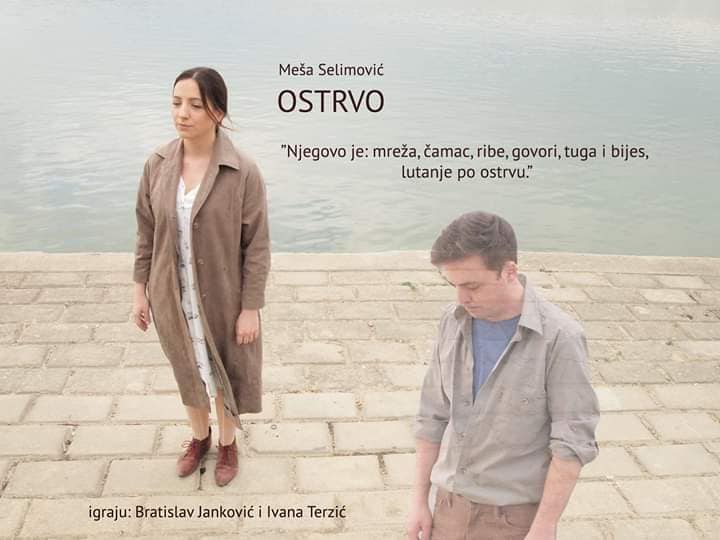 Meša Selimović
OSTRVO
"Njegovo je: mreža, čamac, ribe, govori, tuga i bijes,
lutanje po ostrvu."
igraju: Bratislav Janković i Ivana Terzić